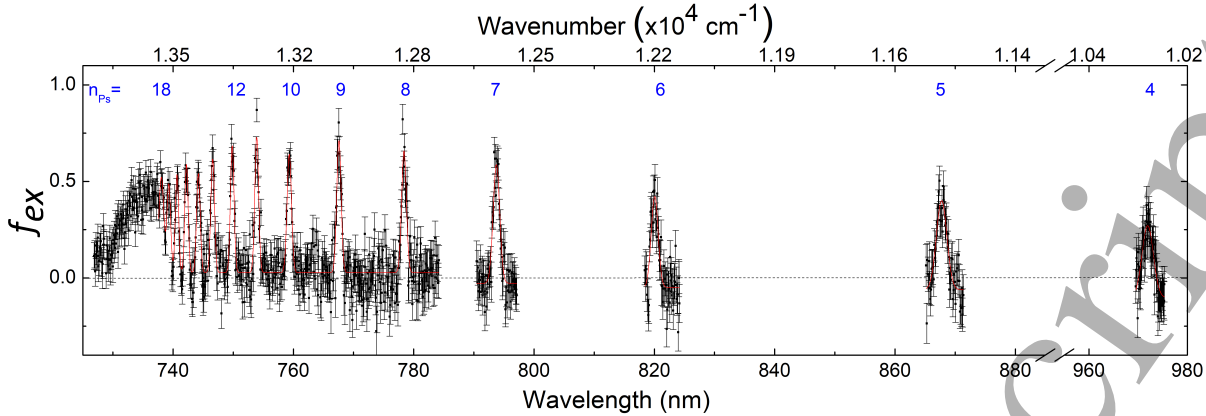 Wavenumber (x10⁴ cm⁻¹)
1.35 1.32 1.28 1.25 1.22 1.19 1.16 1.14 1.04 1.02
n_Ps= 18 12 10 9 8 7 6 5 4
1.0
0.5
0.0
f_ex
740 760 780 800 820 840 860 880 960 980
Wavelength (nm)
crip